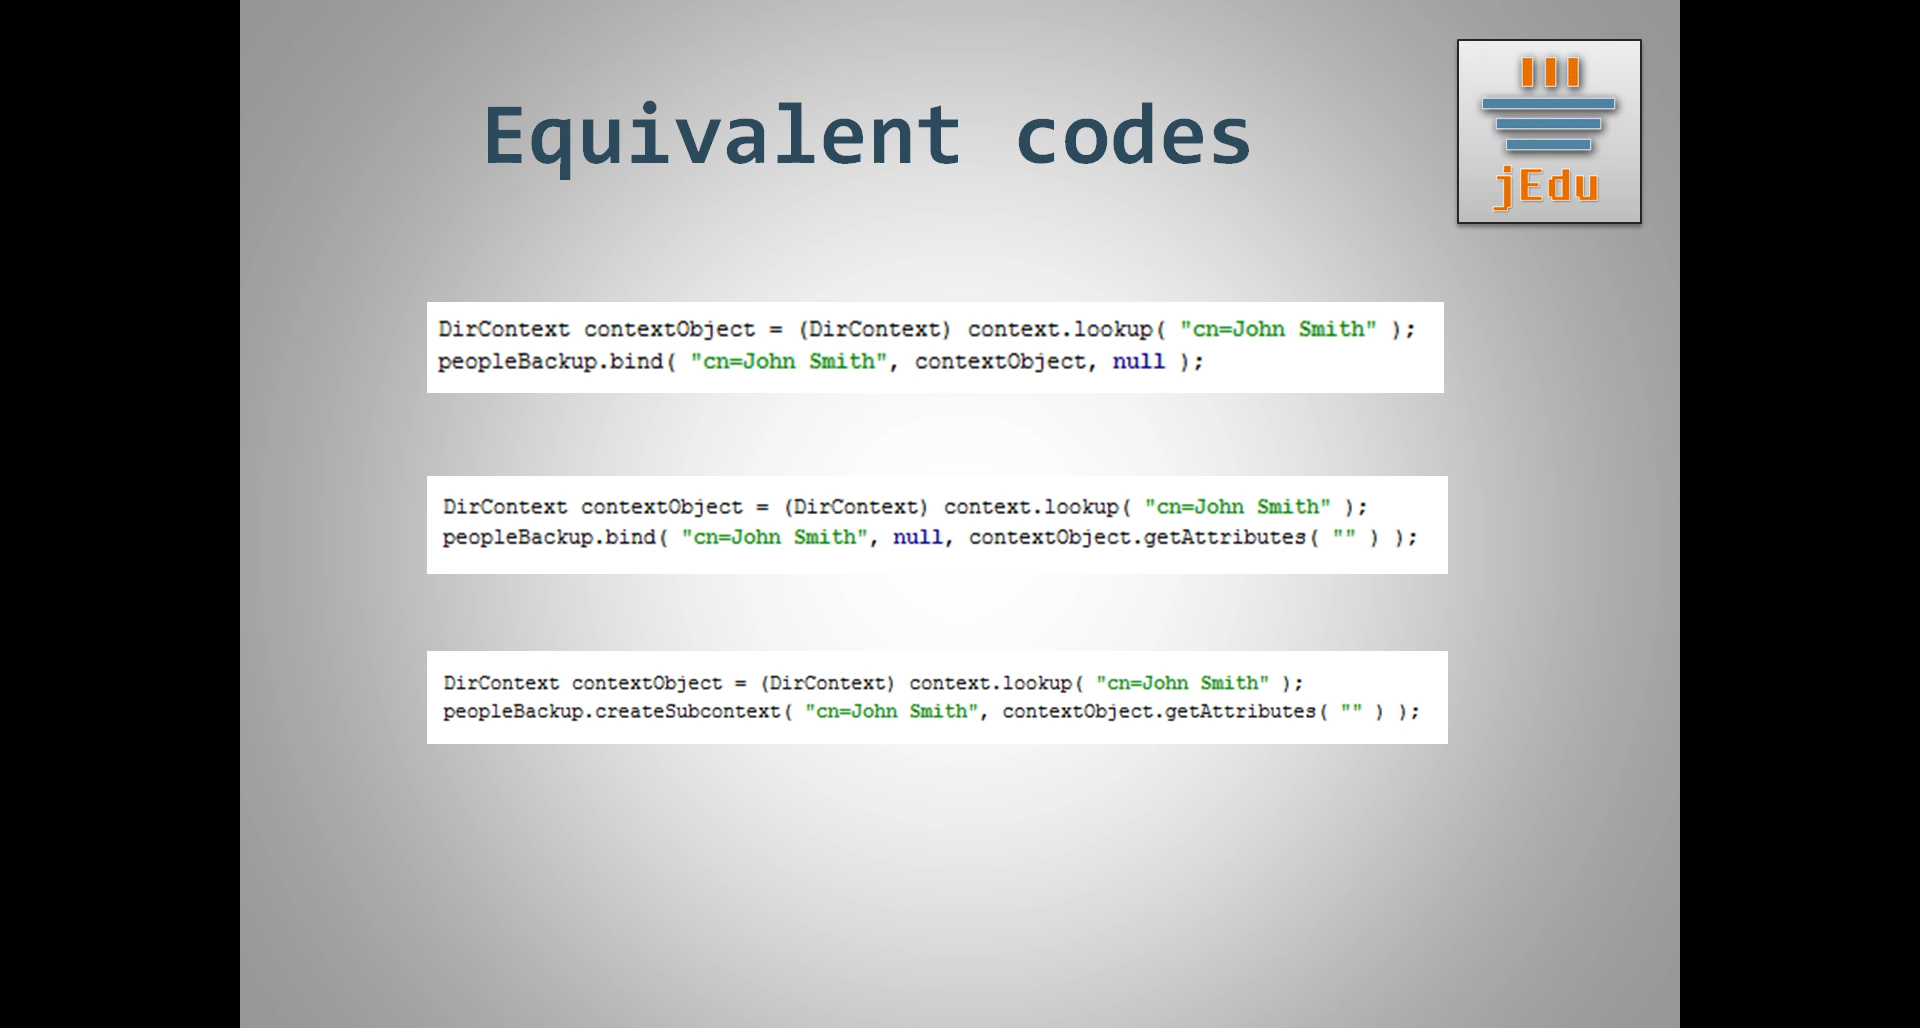 Equivalent codes
jEdu
DirContext contextObject = (DirContext) context.lookup( "cn=John Smith" );
peopleBackup.bind( "cn=John Smith", contextObject, null );
DirContext contextObject = (DirContext) context.lookup( "cn=John Smith" );
peopleBackup.bind( "cn=John Smith", null, contextObject.getAttributes( "" ) );
DirContext contextObject = (DirContext) context.lookup( "cn=John Smith" );
peopleBackup.createSubcontext( "cn=John Smith", contextObject.getAttributes( "" ) );